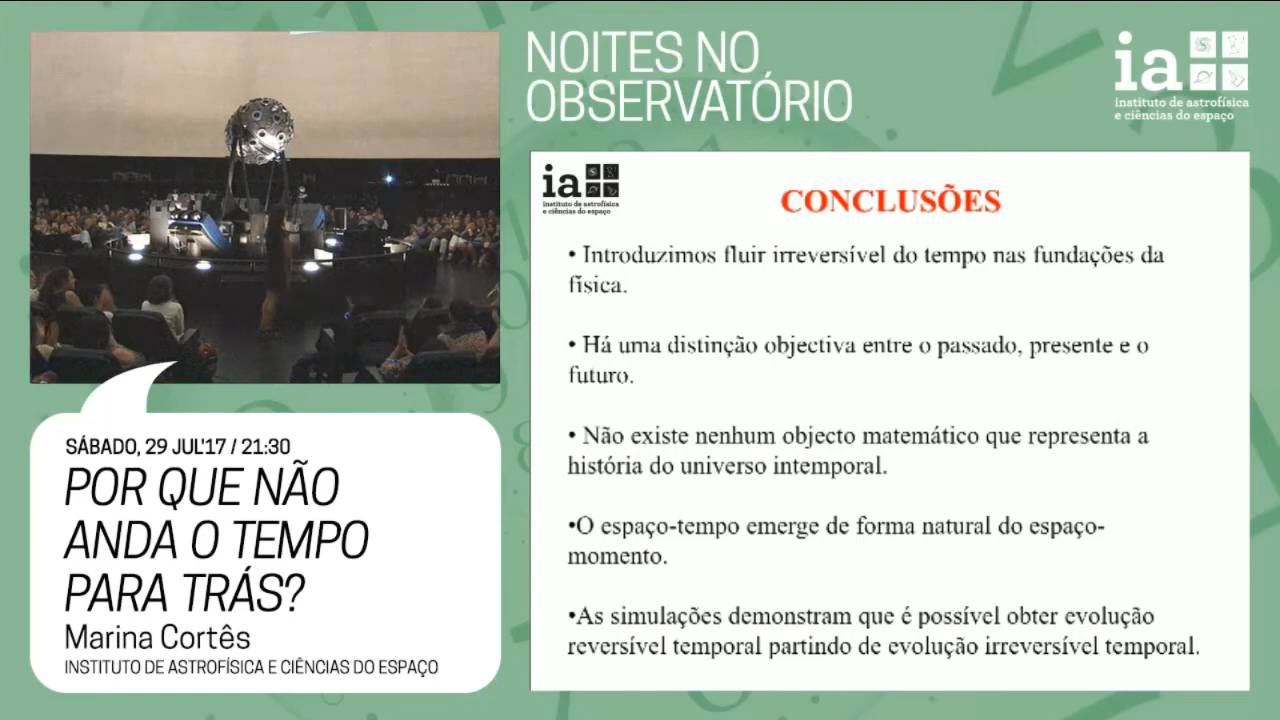 NOITES NO
OBSERVATÓRIO
ia
instituto de astrofísica
e ciências do espaço
ia
instituto de astrofísica
e ciências do espaço
CONCLUSÕES
• Introduzimos fluir irreversível do tempo nas fundações da
física.
• Há uma distinção objectiva entre o passado, presente e o
futuro.
• Não existe nenhum objecto matemático que representa a
história do universo intemporal.
•O espaço-tempo emerge de forma natural do espaço-
momento.
•As simulações demonstram que é possível obter evolução
reversível temporal partindo de evolução irreversível temporal.
SÁBADO, 29 JUL'17 / 21:30
POR QUE NÃO
ANDA O TEMPO
PARA TRÁS?
Marina Cortês
INSTITUTO DE ASTROFÍSICA E CIÊNCIAS DO ESPAÇO